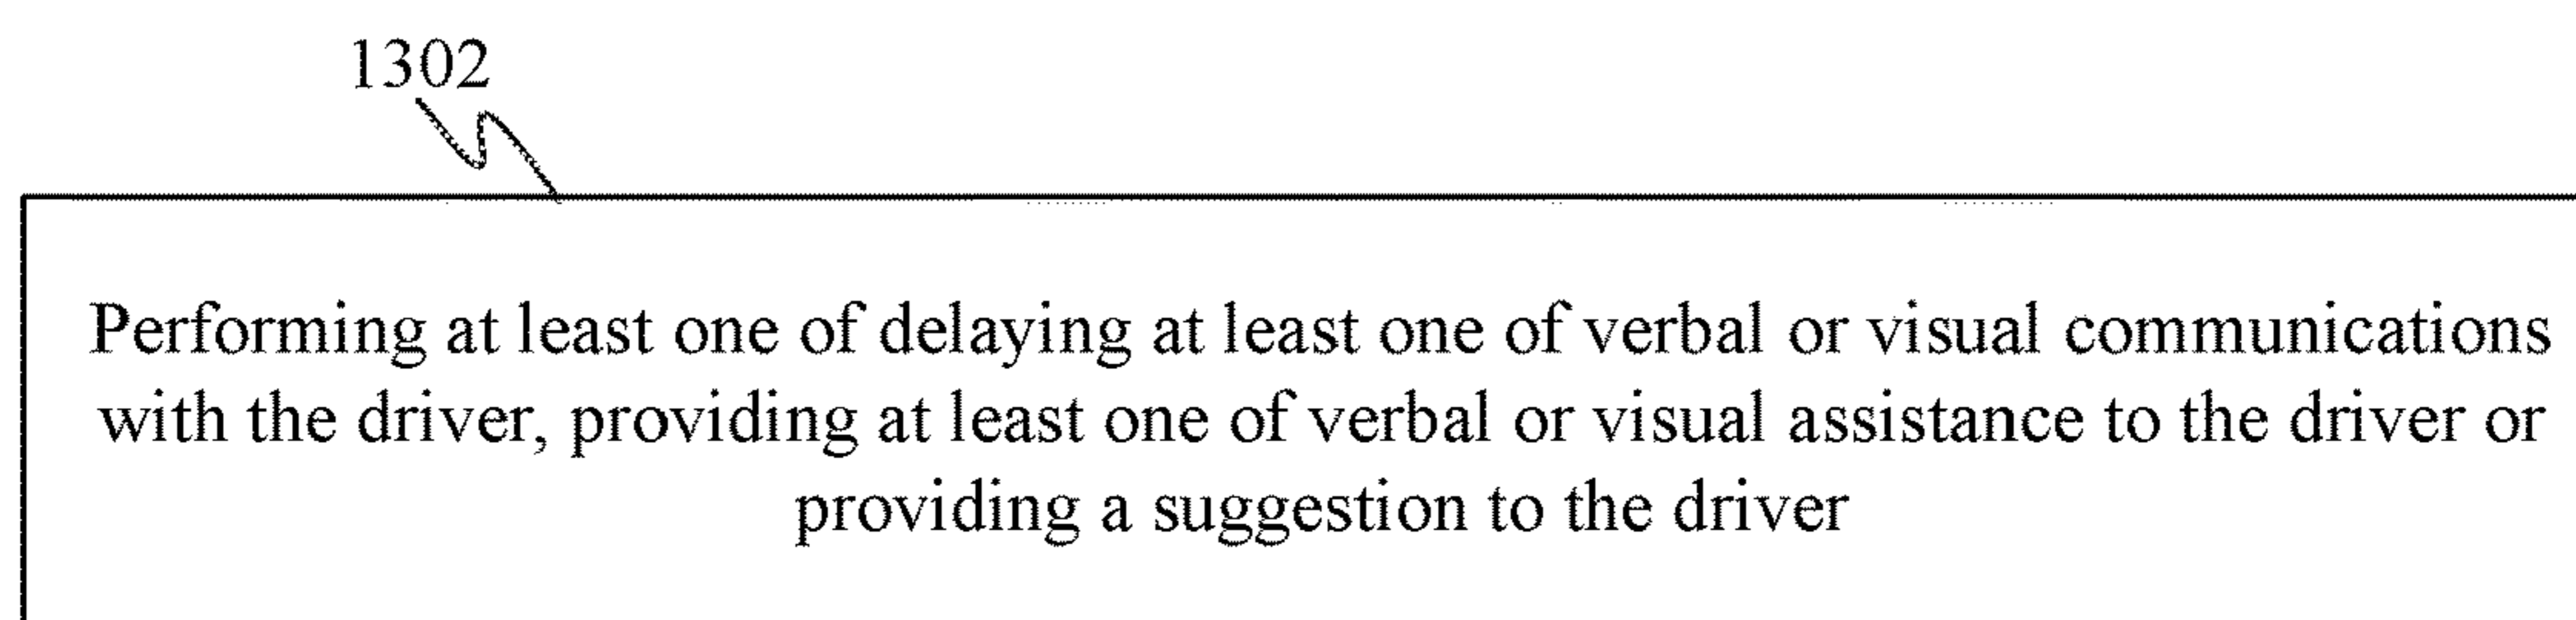 1302
Performing at least one of delaying at least one of verbal or visual communications
with the driver, providing at least one of verbal or visual assistance to the driver or
providing a suggestion to the driver